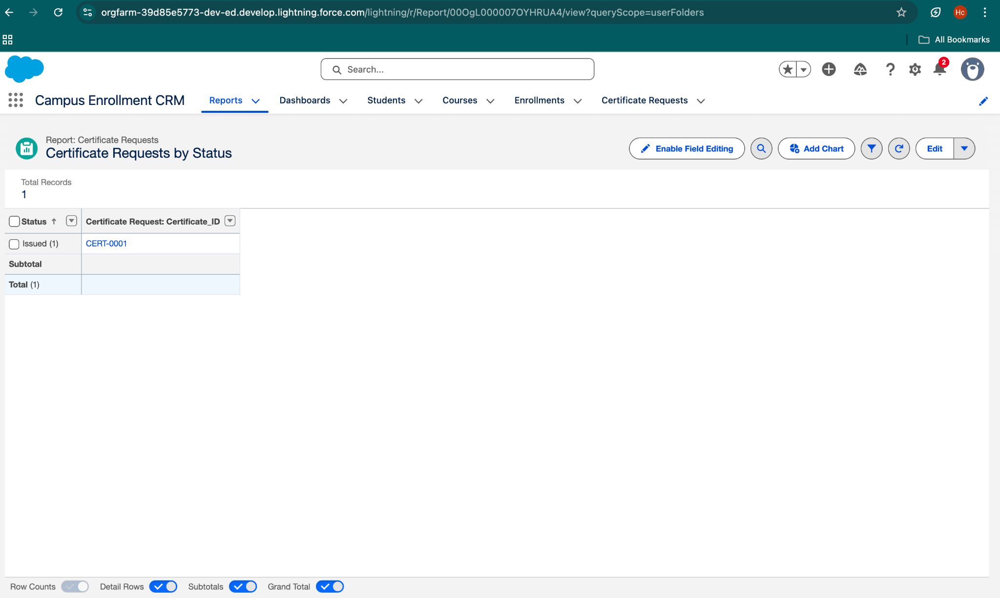 orgfarm-39d85e5773-dev-ed.develop.lightning.force.com/lightning/r/Report/00OgL000007OYHRUA4/view?queryScope=userFolders
Hc
All Bookmarks
Search...
2
Campus Enrollment CRM
Reports
Dashboards
Students
Courses
Enrollments
Certificate Requests
Report: Certificate Requests
Certificate Requests by Status
Enable Field Editing
Add Chart
Edit
Total Records
1
Status
Certificate Request: Certificate_ID
Issued (1)
CERT-0001
Subtotal
Total (1)
Row Counts
Detail Rows
Subtotals
Grand Total